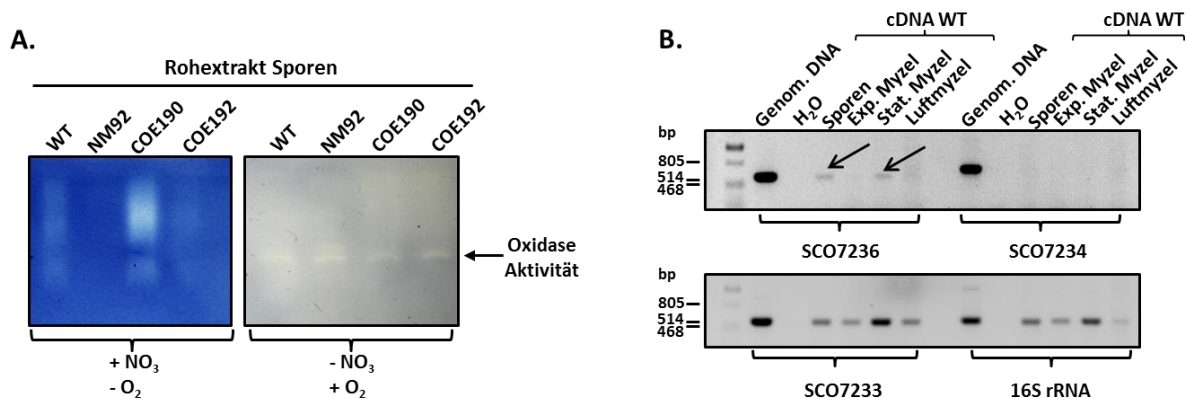 A.
Rohextrakt Sporen
WT NM92 COE190 COE192
WT NM92 COE190 COE192
Oxidase
Aktivität
+ NO3
- O2
- NO3
+ O2
B.
cDNA WT
cDNA WT
Genom. DNA H2O Sporen Exp. Myzel Stat. Myzel Luftmyzel
Genom. DNA H2O Sporen Exp. Myzel Stat. Myzel Luftmyzel
bp
805
514
468
SCO7236
SCO7234
bp
805
514
468
SCO7233
16S rRNA